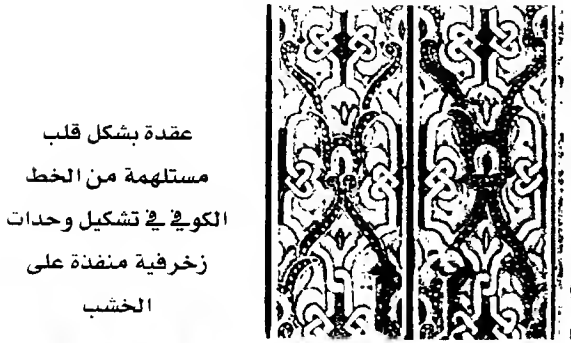 عقدة بشكل قلب
مستلهمة من الخط
الكوفي في تشكيل وحدات
زخرفية منفذة على
الخشب